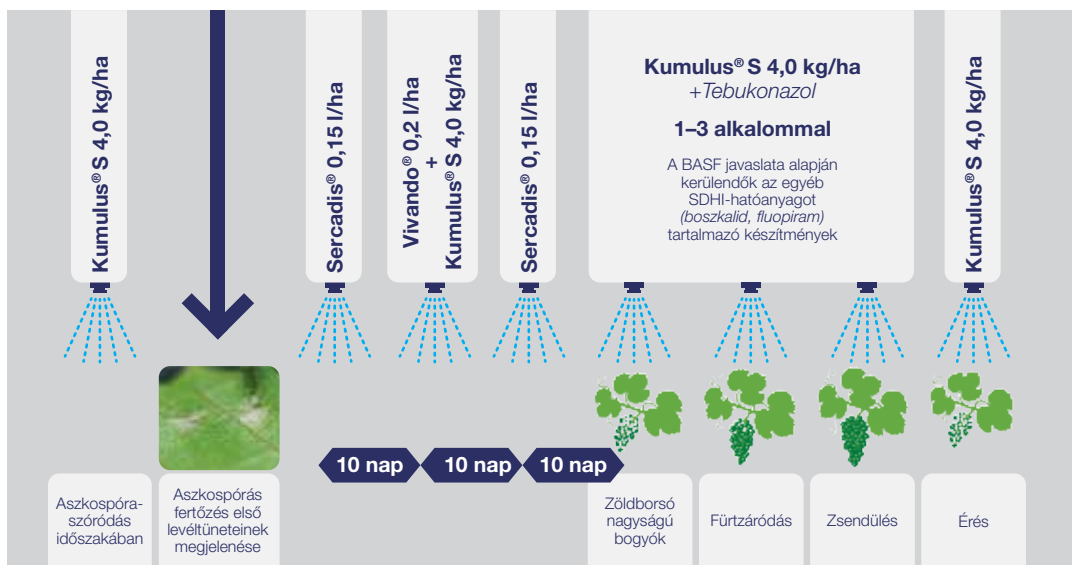 Kumulus® S 4,0 kg/ha
Sercadis® 0,15 l/ha
Vivando® 0,2 l/ha
+
Kumulus® S 4,0 kg/ha
Sercadis® 0,15 l/ha
Kumulus® S 4,0 kg/ha
+Tebukonazol
1–3 alkalommal
A BASF javaslata alapján
kerülendők az egyéb
SDHI-hatóanyagot
(boszkalid, fluopiram)
tartalmazó készítmények
Kumulus® S 4,0 kg/ha
10 nap
10 nap
10 nap
Aszkospóra-
szóródás
időszakában
Aszkospórás
fertőzés első
levéltüneteinek
megjelenése
Zöldborsó
nagyságú
bogyók
Fürtzáródás
Zsendülés
Érés